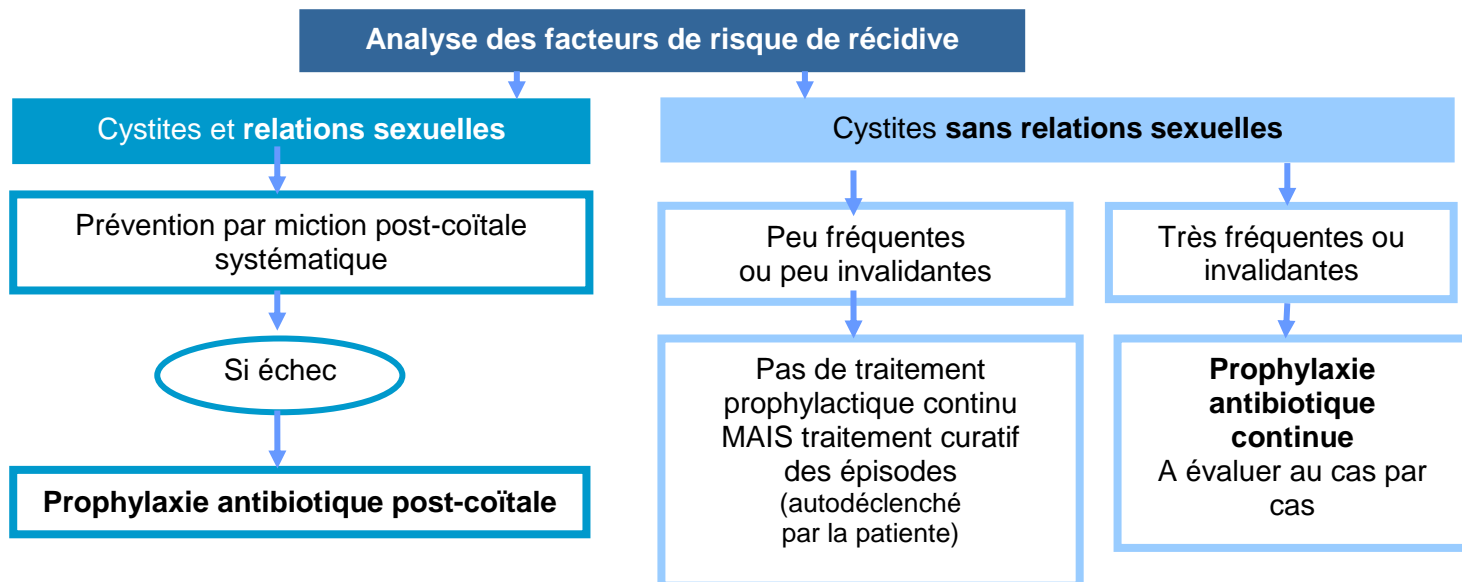 Analyse des facteurs de risque de récidive
Cystites et relations sexuelles
Prévention par miction post-coïtale
systématique
Si échec
Prophylaxie antibiotique post-coïtale
Cystites sans relations sexuelles
Peu fréquentes
ou peu invalidantes
Pas de traitement
prophylactique continu
MAIS traitement curatif
des épisodes
(autodéclenché
par la patiente)
Très fréquentes ou
invalidantes
Prophylaxie
antibiotique
continue
A évaluer au cas par
cas